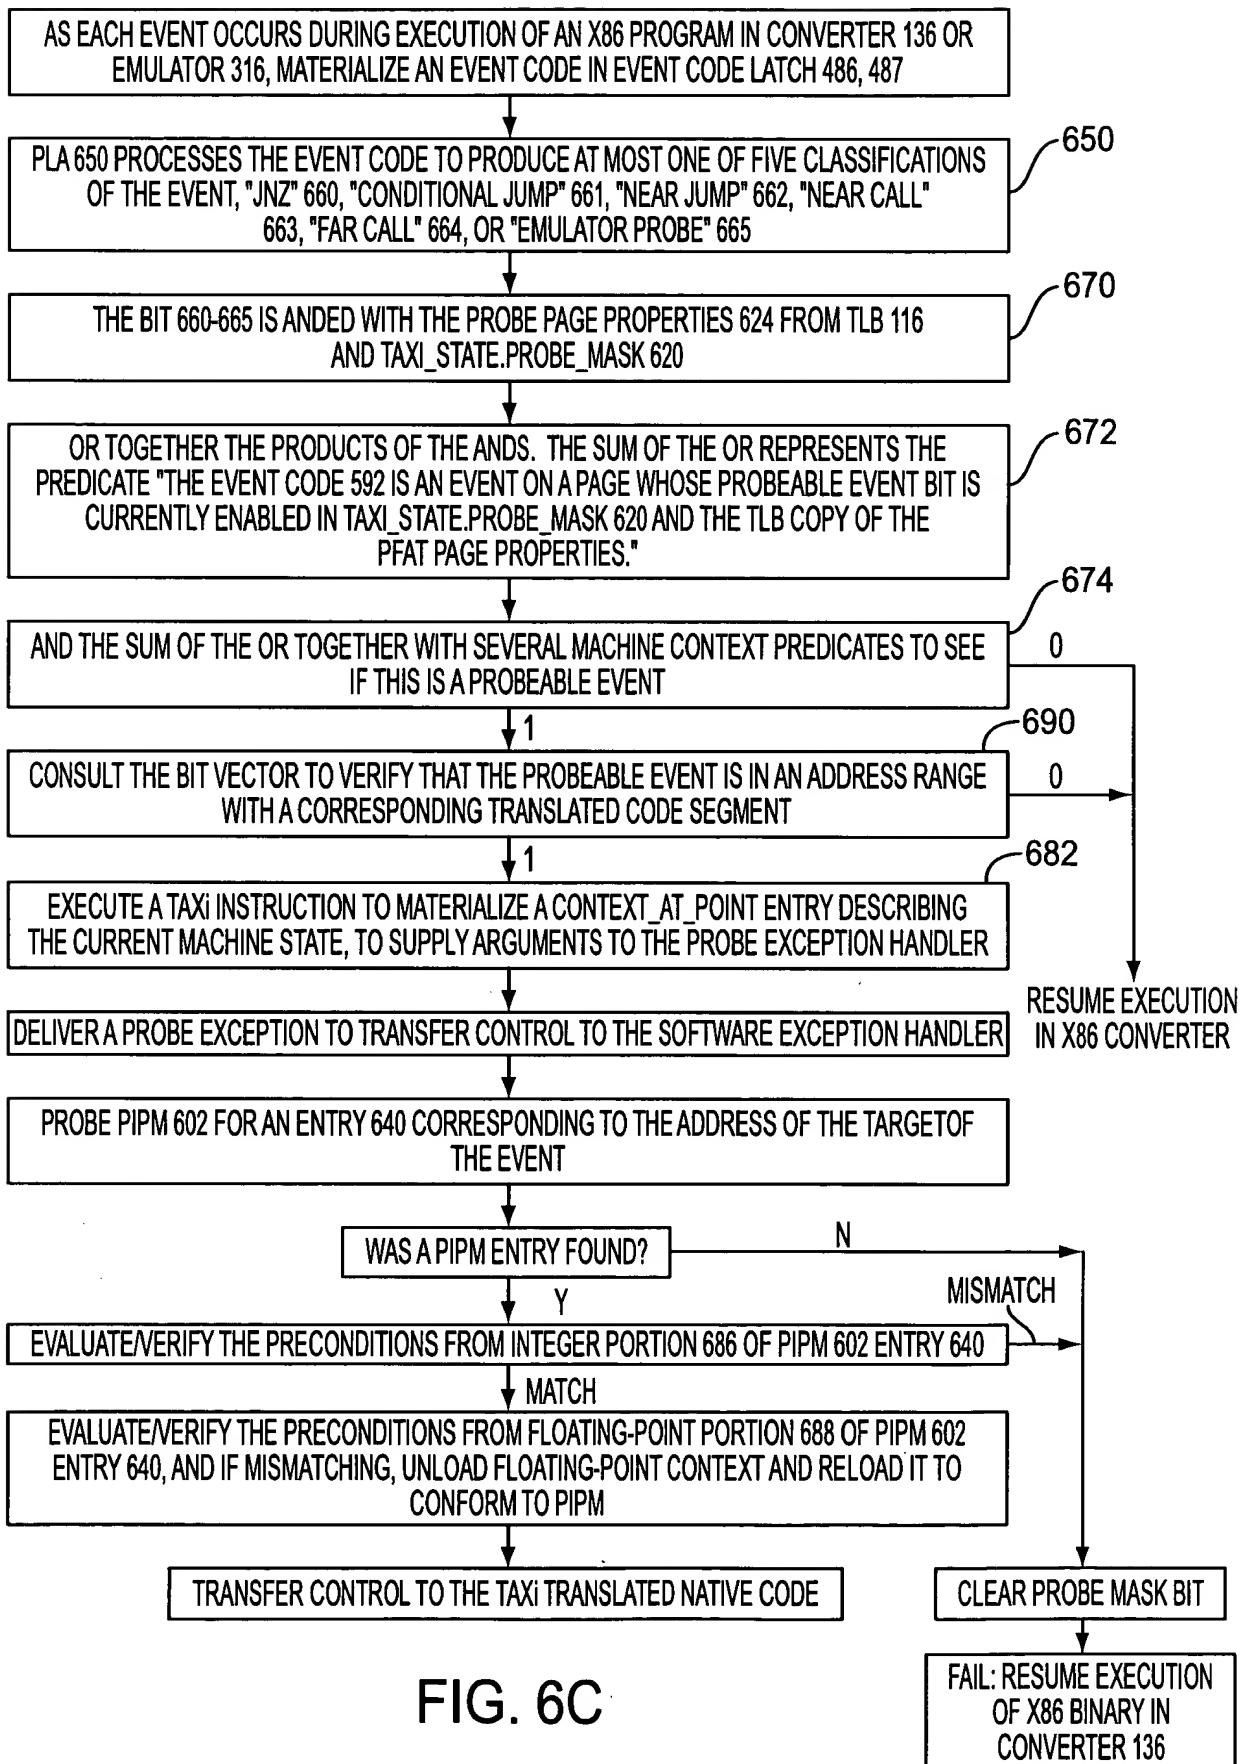 AS EACH EVENT OCCURS DURING EXECUTION OF AN X86 PROGRAM IN CONVERTER 136 OR
EMULATOR 316, MATERIALIZE AN EVENT CODE IN EVENT CODE LATCH 486, 487
650
PLA 650 PROCESSES THE EVENT CODE TO PRODUCE AT MOST ONE OF FIVE CLASSIFICATIONS
OF THE EVENT, "JNZ" 660, "CONDITIONAL JUMP" 661, "NEAR JUMP" 662, "NEAR CALL"
663, "FAR CALL" 664, OR "EMULATOR PROBE" 665
670
THE BIT 660-665 IS ANDED WITH THE PROBE PAGE PROPERTIES 624 FROM TLB 116
AND TAXI_STATE.PROBE_MASK 620
672
OR TOGETHER THE PRODUCTS OF THE ANDS. THE SUM OF THE OR REPRESENTS THE
PREDICATE "THE EVENT CODE 592 IS AN EVENT ON A PAGE WHOSE PROBEABLE EVENT BIT IS
CURRENTLY ENABLED IN TAXI_STATE.PROBE_MASK 620 AND THE TLB COPY OF THE
PFAT PAGE PROPERTIES."
674
AND THE SUM OF THE OR TOGETHER WITH SEVERAL MACHINE CONTEXT PREDICATES TO SEE
IF THIS IS A PROBEABLE EVENT
0
1
690
CONSULT THE BIT VECTOR TO VERIFY THAT THE PROBEABLE EVENT IS IN AN ADDRESS RANGE
WITH A CORRESPONDING TRANSLATED CODE SEGMENT
0
1
682
EXECUTE A TAXi INSTRUCTION TO MATERIALIZE A CONTEXT_AT_POINT ENTRY DESCRIBING
THE CURRENT MACHINE STATE, TO SUPPLY ARGUMENTS TO THE PROBE EXCEPTION HANDLER
RESUME EXECUTION
IN X86 CONVERTER
DELIVER A PROBE EXCEPTION TO TRANSFER CONTROL TO THE SOFTWARE EXCEPTION HANDLER
PROBE PIPM 602 FOR AN ENTRY 640 CORRESPONDING TO THE ADDRESS OF THE TARGETOF
THE EVENT
WAS A PIPM ENTRY FOUND?
N
Y
MISMATCH
EVALUATE/VERIFY THE PRECONDITIONS FROM INTEGER PORTION 686 OF PIPM 602 ENTRY 640
MATCH
EVALUATE/VERIFY THE PRECONDITIONS FROM FLOATING-POINT PORTION 688 OF PIPM 602
ENTRY 640, AND IF MISMATCHING, UNLOAD FLOATING-POINT CONTEXT AND RELOAD IT TO
CONFORM TO PIPM
TRANSFER CONTROL TO THE TAXi TRANSLATED NATIVE CODE
CLEAR PROBE MASK BIT
FAIL: RESUME EXECUTION
OF X86 BINARY IN
CONVERTER 136
FIG. 6C